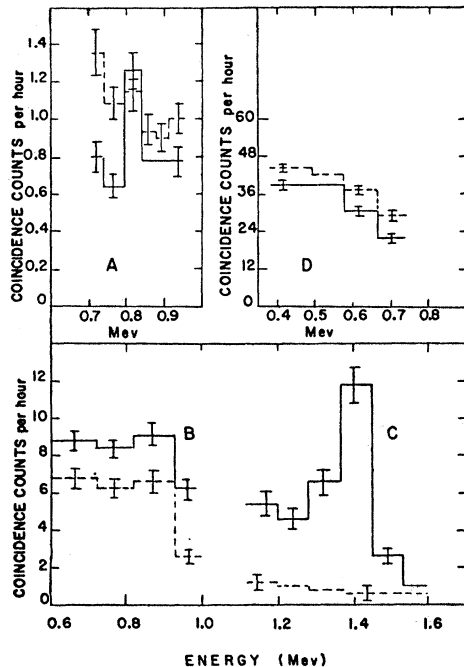 COINCIDENCE COUNTS per hour
1.4
1.2
1.0
0.8
0.6
0.4
0.2
0
A
0.7 0.8 0.9
Mev
COINCIDENCE COUNTS per hour
60
48
36
24
12
0
D
0.4 0.5 0.6 0.7 0.8
Mev
COINCIDENCE COUNTS per hour
12
10
8
6
4
2
0
B
C
0.6 0.8 1.0 1.2 1.4 1.6
ENERGY (Mev)